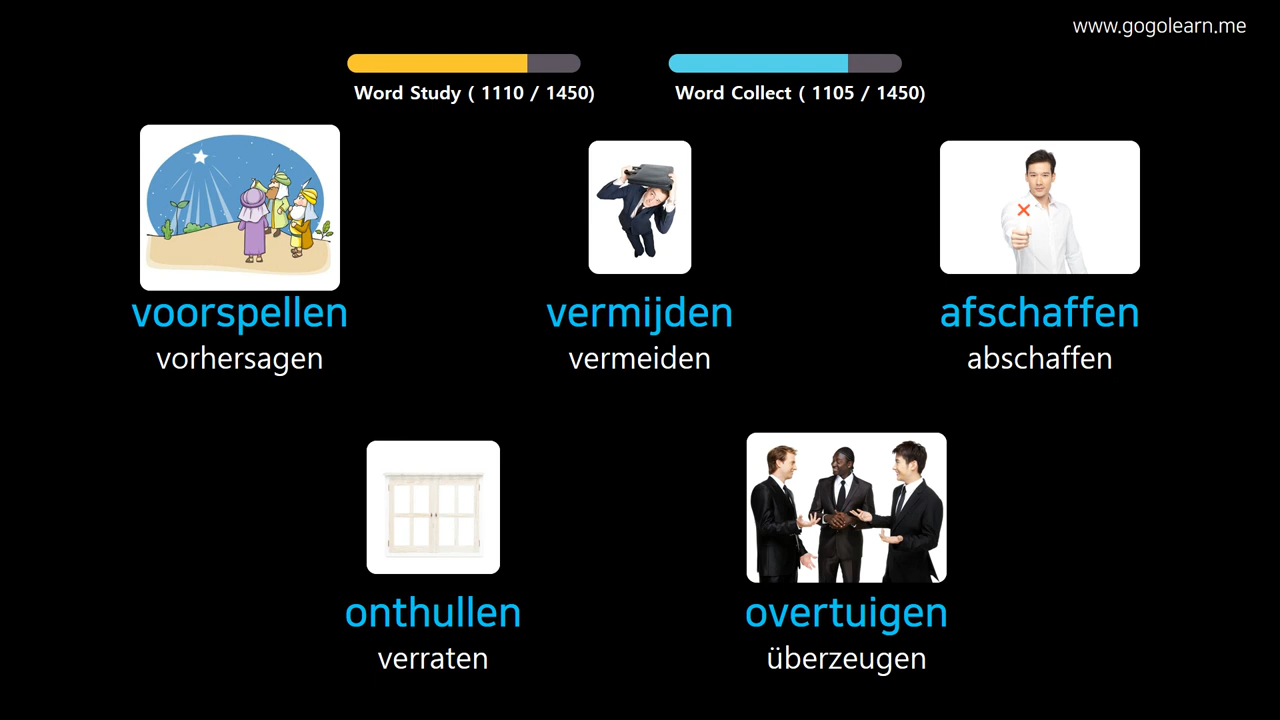 www.gogolearn.me
Word Study ( 1110 / 1450)
Word Collect ( 1105 / 1450)
voorspellen
vorhersagen
vermijden
vermeiden
afschaffen
abschaffen
onthullen
verraten
overtuigen
überzeugen